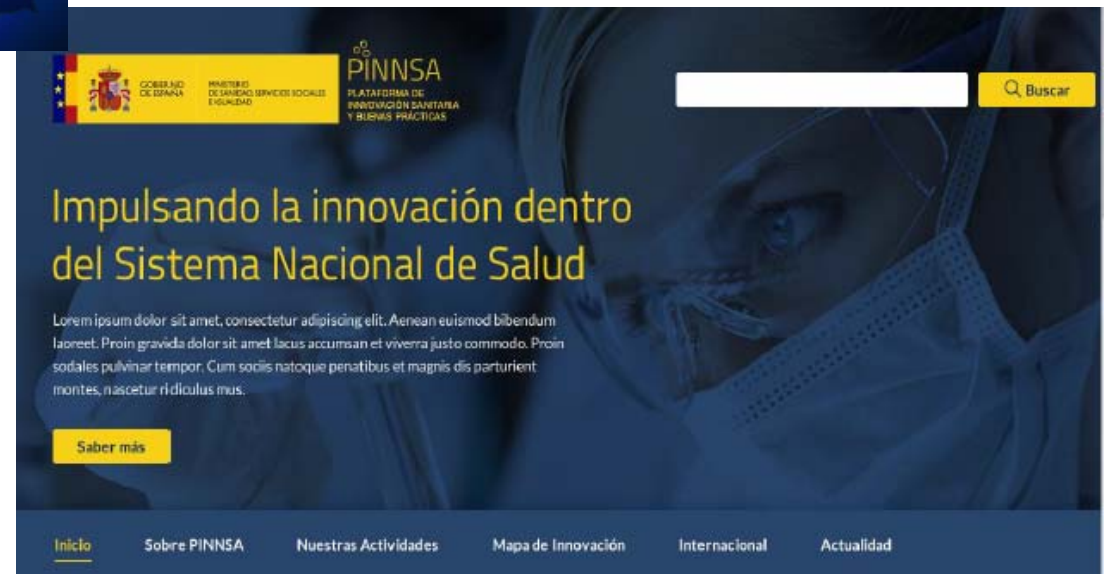 GOBIERNO
DE ESPAÑA
MINISTERIO
DE SANIDAD, SERVICIOS SOCIALES
E IGUALDAD
PINNSA
PLATAFORMA DE
INNOVACIÓN SANITARIA
Y BUENAS PRÁCTICAS
Buscar
Impulsando la innovación dentro
del Sistema Nacional de Salud
Lorem ipsum dolor sit amet, consectetur adipiscing elit. Aenean euismod bibendum
laoreet. Proin gravida dolor sit amet lacus accumsan et viverra justo commodo. Proin
sodales pulvinar tempor. Cum sociis natoque penatibus et magnis dis parturient
montes, nascetur ridiculus mus.
Saber más
Inicio Sobre PINNSA Nuestras Actividades Mapa de Innovación Internacional Actualidad